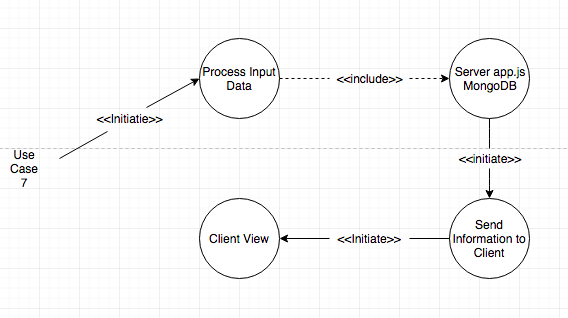 Process Input
Data
<<include>>
Server app.js
MongoDB
<<Initiatie>>
Use
Case
7
<<initiate>>
Send
Information to
Client
<<Initiate>>
Client View